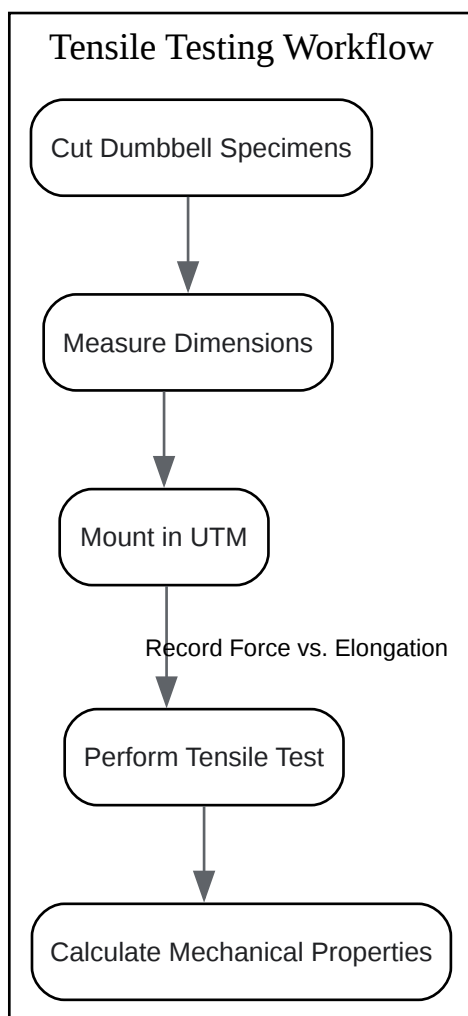 Tensile Testing Workflow
Cut Dumbbell Specimens
Measure Dimensions
Mount in UTM
Record Force vs. Elongation
Perform Tensile Test
Calculate Mechanical Properties